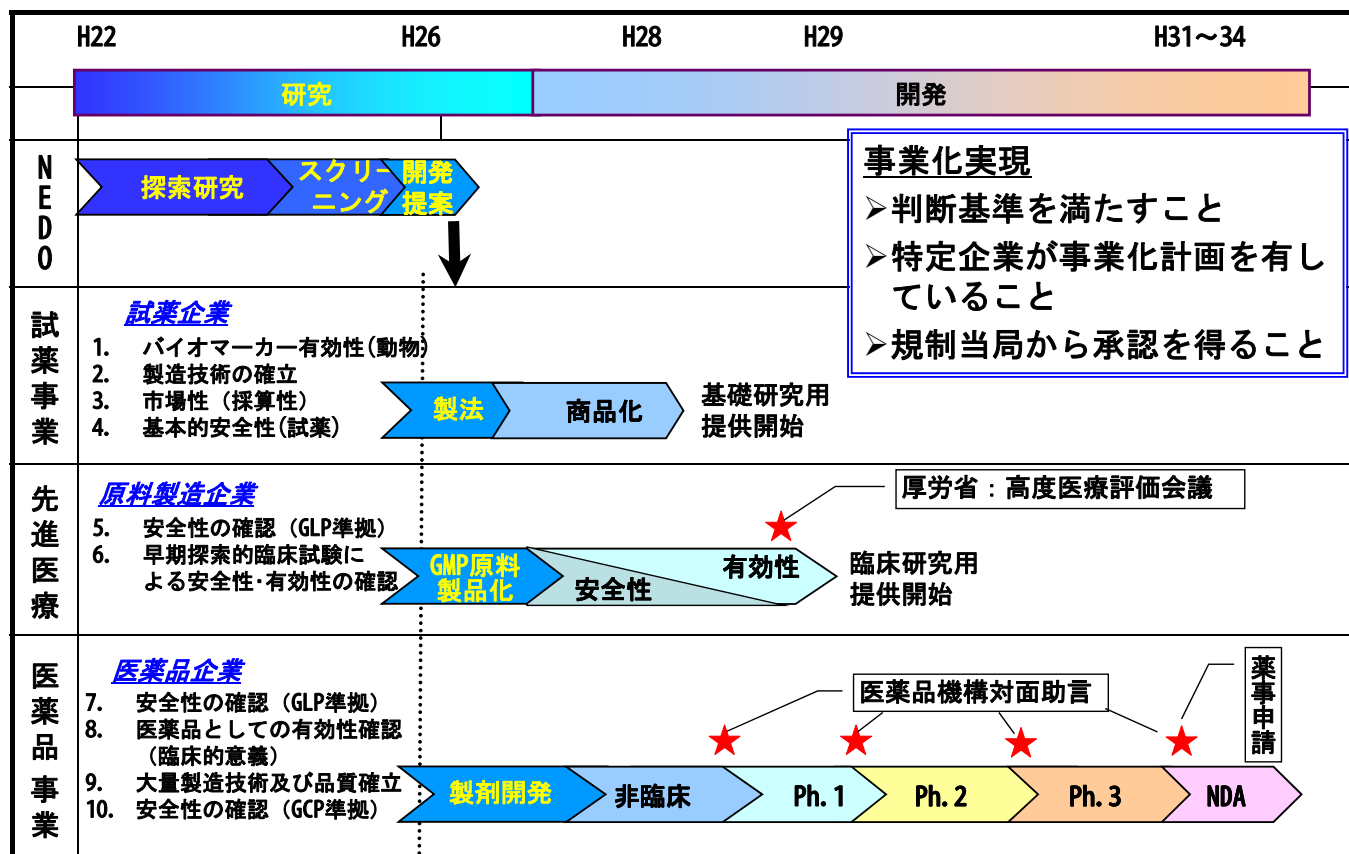 H22 H26 H28 H29 H31～34
研究 開発
NEDO
探索研究
スクリー
ニング
開発
提案
事業化実現
➢判断基準を満たすこと
➢特定企業が事業化計画を有し
ていること
➢規制当局から承認を得ること
試薬事業
試薬企業
1. バイオマーカー有効性(動物)
2. 製造技術の確立
3. 市場性（採算性）
4. 基本的安全性(試薬)
製法
商品化
基礎研究用
提供開始
先進医療
原料製造企業
5. 安全性の確認（GLP準拠）
6. 早期探索的臨床試験に
よる安全性･有効性の確認
GMP原料
製品化
安全性
有効性
厚労省：高度医療評価会議
臨床研究用
提供開始
医薬品事業
医薬品企業
7. 安全性の確認（GLP準拠）
8. 医薬品としての有効性確認
（臨床的意義）
9. 大量製造技術及び品質確立
10. 安全性の確認（GCP準拠）
医薬品機構対面助言
薬事申請
製剤開発
非臨床
Ph.1
Ph.2
Ph.3
NDA